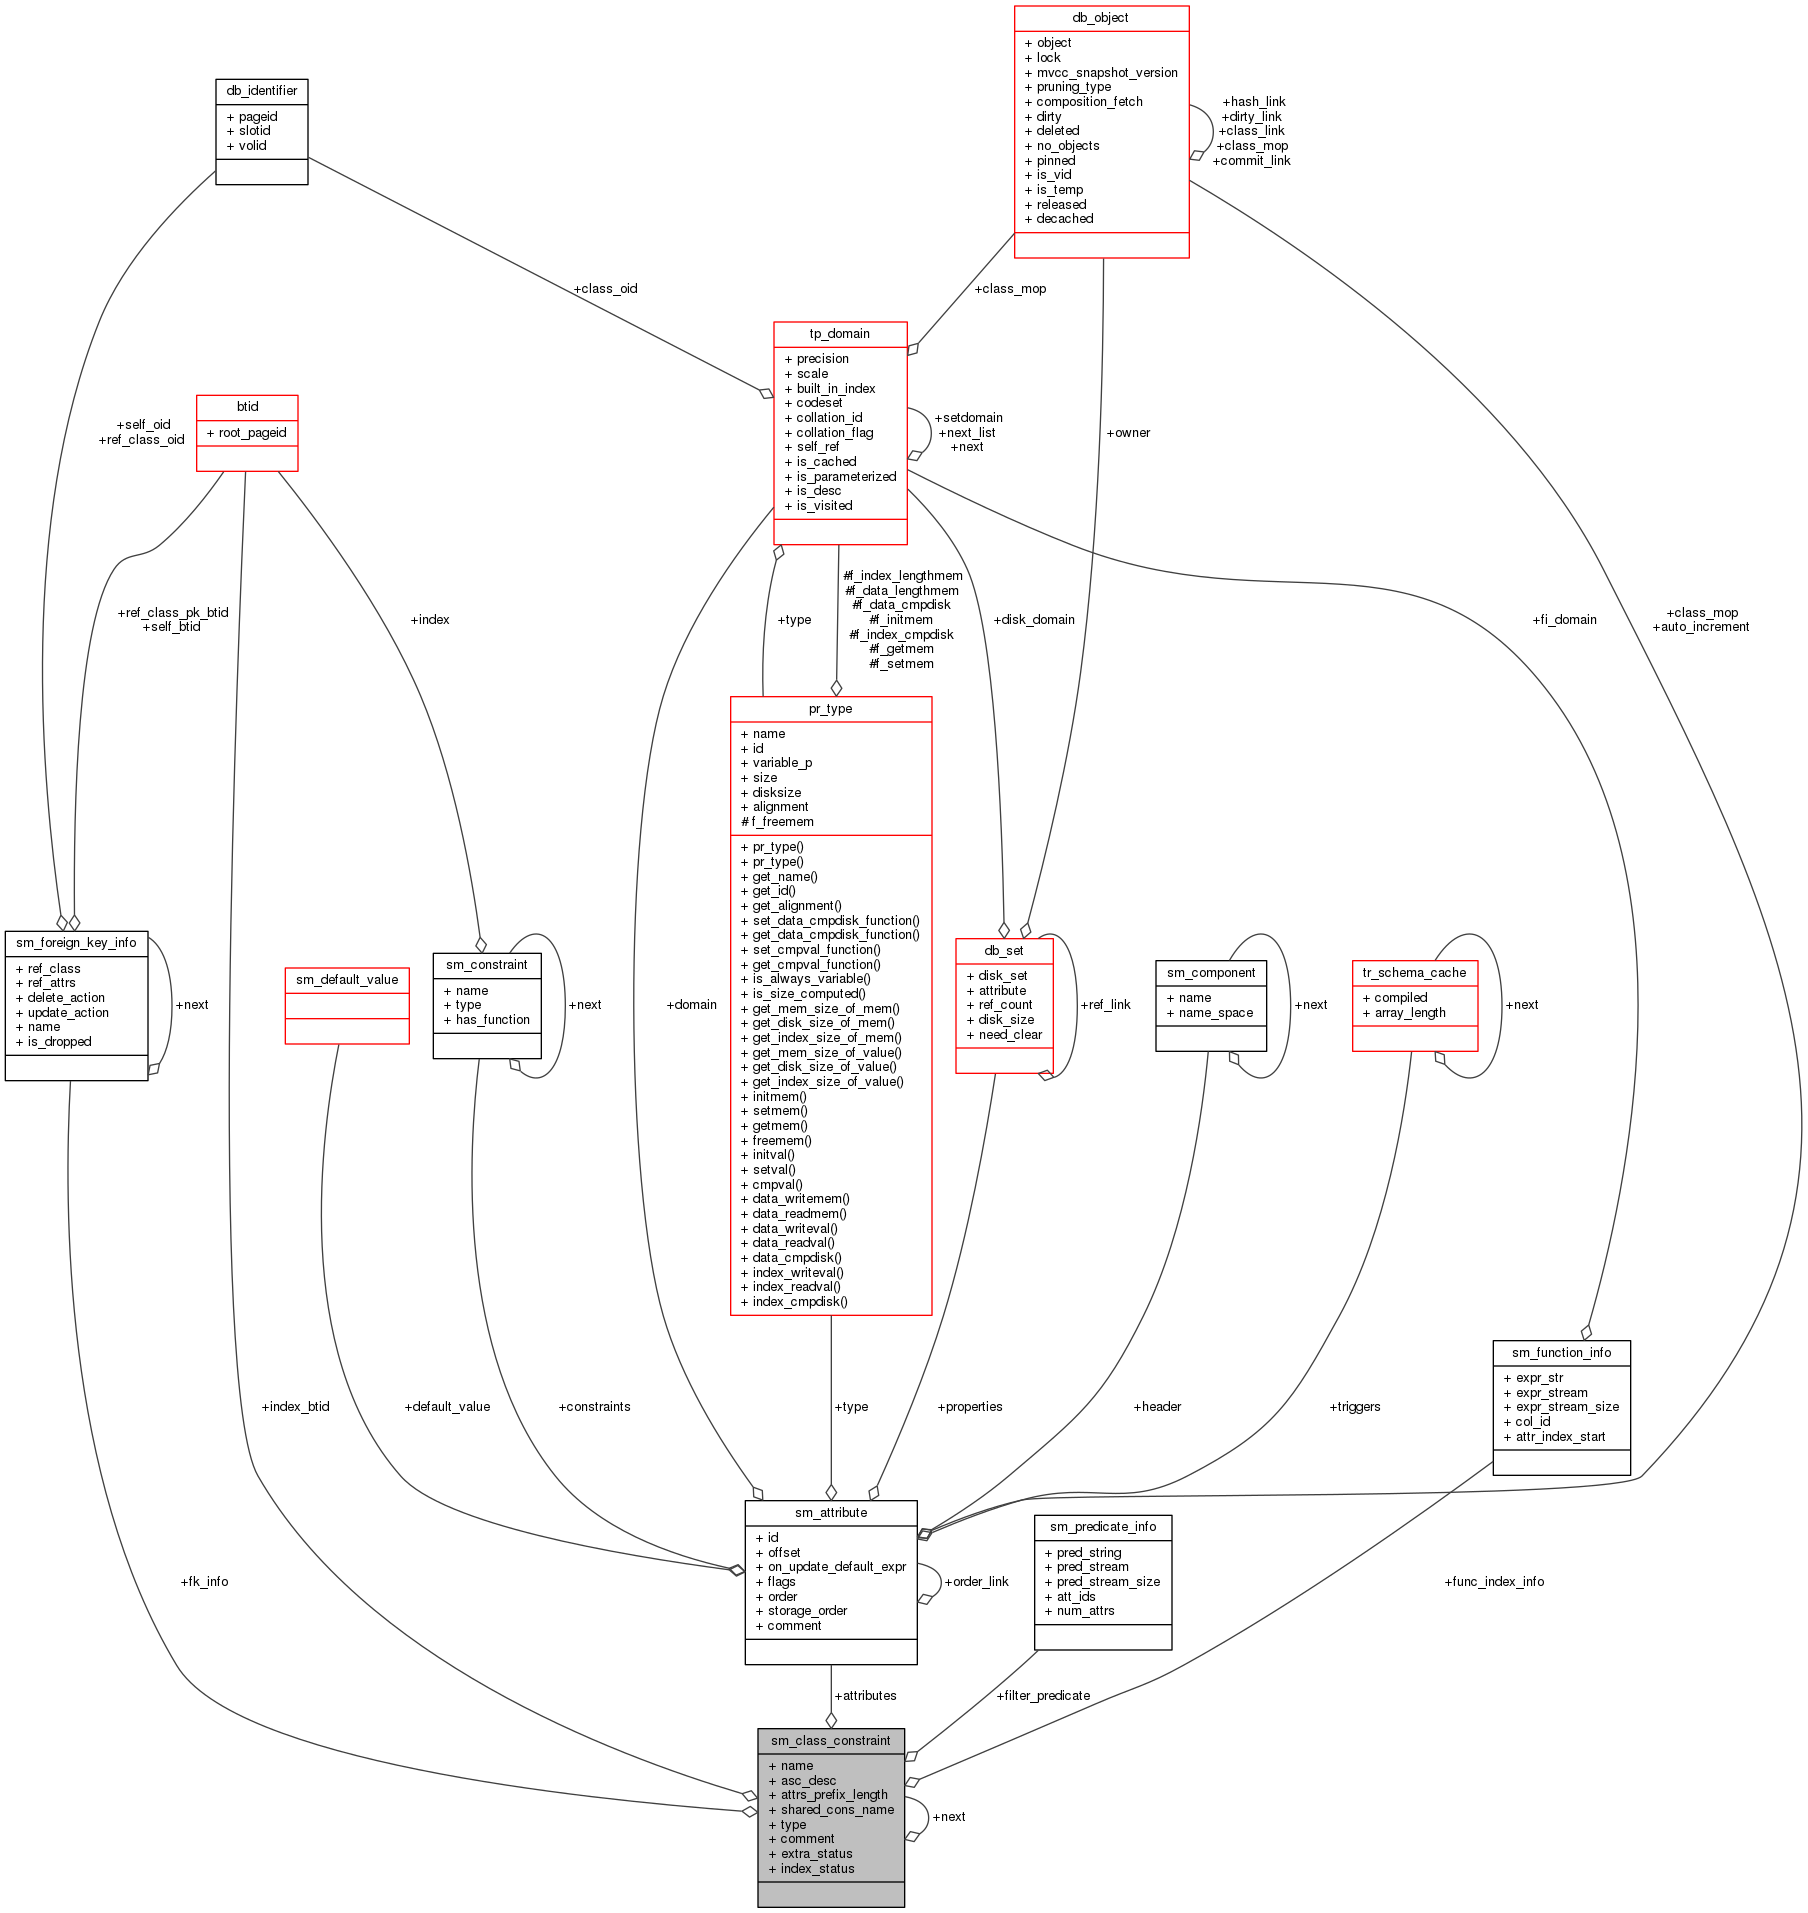 db_object
+ object
+ lock
+ mvcc_snapshot_version
+ pruning_type
+ composition_fetch
+ dirty
+ deleted
+ no_objects
+ pinned
+ is_vid
+ is_temp
+ released
+ decached
+hash_link
+dirty_link
+class_link
+class_mop
+commit_link
db_identifier
+ pageid
+ slotid
+ volid
+class_oid
+class_mop
tp_domain
+ precision
+ scale
+ built_in_index
+ codeset
+ collation_id
+ collation_flag
+ self_ref
+ is_cached
+ is_parameterized
+ is_desc
+ is_visited
+setdomain
+next_list
+next
+owner
btid
+ root_pageid
+self_oid
+ref_class_oid
+ref_class_pk_btid
+self_btid
+index
+type
#f_index_lengthmem
#f_data_lengthmem
#f_data_cmpdisk
#f_initmem
#f_index_cmpdisk
#f_getmem
#f_setmem
+disk_domain
+fi_domain
+class_mop
+auto_increment
pr_type
+ name
+ id
+ variable_p
+ size
+ disksize
+ alignment
# f_freemem
+ pr_type()
+ pr_type()
+ get_name()
+ get_id()
+ get_alignment()
+ set_data_cmpdisk_function()
+ get_data_cmpdisk_function()
+ set_cmpval_function()
+ get_cmpval_function()
+ is_always_variable()
+ is_size_computed()
+ get_mem_size_of_mem()
+ get_disk_size_of_mem()
+ get_index_size_of_mem()
+ get_mem_size_of_value()
+ get_disk_size_of_value()
+ get_index_size_of_value()
+ initmem()
+ setmem()
+ getmem()
+ freemem()
+ initval()
+ setval()
+ cmpval()
+ data_writemem()
+ data_readmem()
+ data_writeval()
+ data_readval()
+ data_cmpdisk()
+ index_writeval()
+ index_readval()
+ index_cmpdisk()
sm_foreign_key_info
+ ref_class
+ ref_attrs
+ delete_action
+ update_action
+ name
+ is_dropped
+next
sm_default_value
sm_constraint
+ name
+ type
+ has_function
+next
+domain
db_set
+ disk_set
+ attribute
+ ref_count
+ disk_size
+ need_clear
+ref_link
sm_component
+ name
+ name_space
+next
tr_schema_cache
+ compiled
+ array_length
+next
sm_function_info
+ expr_str
+ expr_stream
+ expr_stream_size
+ col_id
+ attr_index_start
+index_btid
+default_value
+constraints
+type
+properties
+header
+triggers
sm_attribute
+ id
+ offset
+ on_update_default_expr
+ flags
+ order
+ storage_order
+ comment
+order_link
sm_predicate_info
+ pred_string
+ pred_stream
+ pred_stream_size
+ att_ids
+ num_attrs
+fk_info
+func_index_info
+attributes
+filter_predicate
sm_class_constraint
+ name
+ asc_desc
+ attrs_prefix_length
+ shared_cons_name
+ type
+ comment
+ extra_status
+ index_status
+next